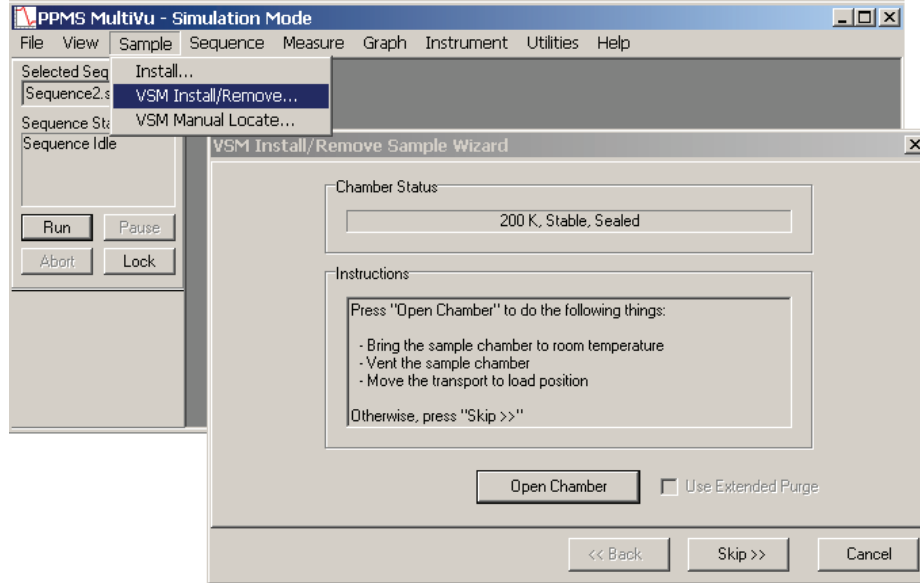 PPMS MultiVu - Simulation Mode
File View Sample Sequence Measure Graph Instrument Utilities Help
Selected Seq
Install...
Sequence2.s
VSM Install/Remove...
Sequence Sta
VSM Manual Locate...
Sequence Idle
Run Pause
Abort Lock
VSM Install/Remove Sample Wizard
Chamber Status
200 K, Stable, Sealed
Instructions
Press "Open Chamber" to do the following things:
- Bring the sample chamber to room temperature
- Vent the sample chamber
- Move the transport to load position
Otherwise, press "Skip >>"
Open Chamber Use Extended Purge
<< Back Skip >> Cancel